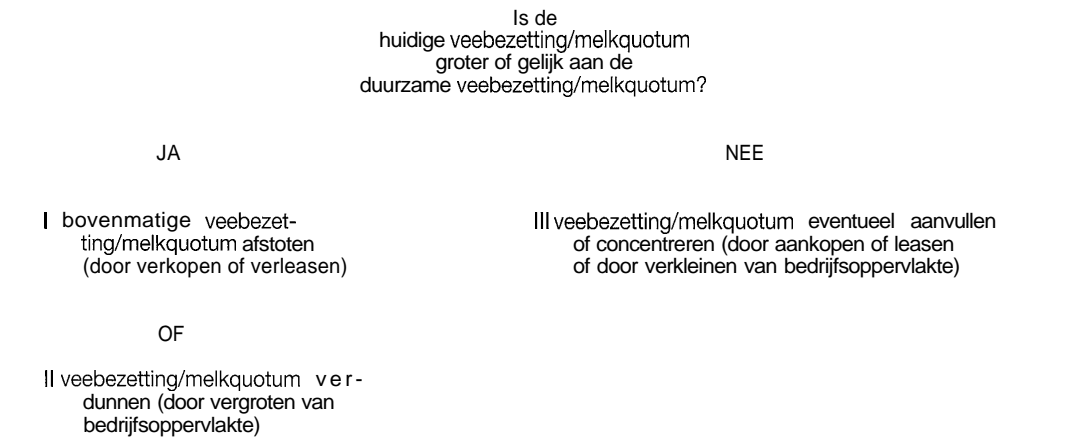 Is de
huidige veebezetting/melkquotum
groter of gelijk aan de
duurzame veebezetting/melkquotum?
JA
NEE
I bovenmatige veebezet-
ting/melkquotum afstoten
(door verkopen of verleasen)
III veebezetting/melkquotum eventueel aanvullen
of concentreren (door aankopen of leasen
of door verkleinen van bedrijfsoppervlakte)
OF
II veebezetting/melkquotum ver-
dunnen (door vergroten van
bedrijfsoppervlakte)